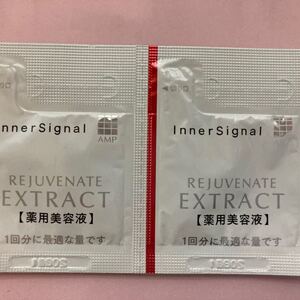 InnerSignal
AMP
REJUVENATE
EXTRACT
【薬用美容液】
1回分に最適な量です
InnerSignal
AMP
REJUVENATE
EXTRACT
【薬用美容液】
1回分に最適な量です